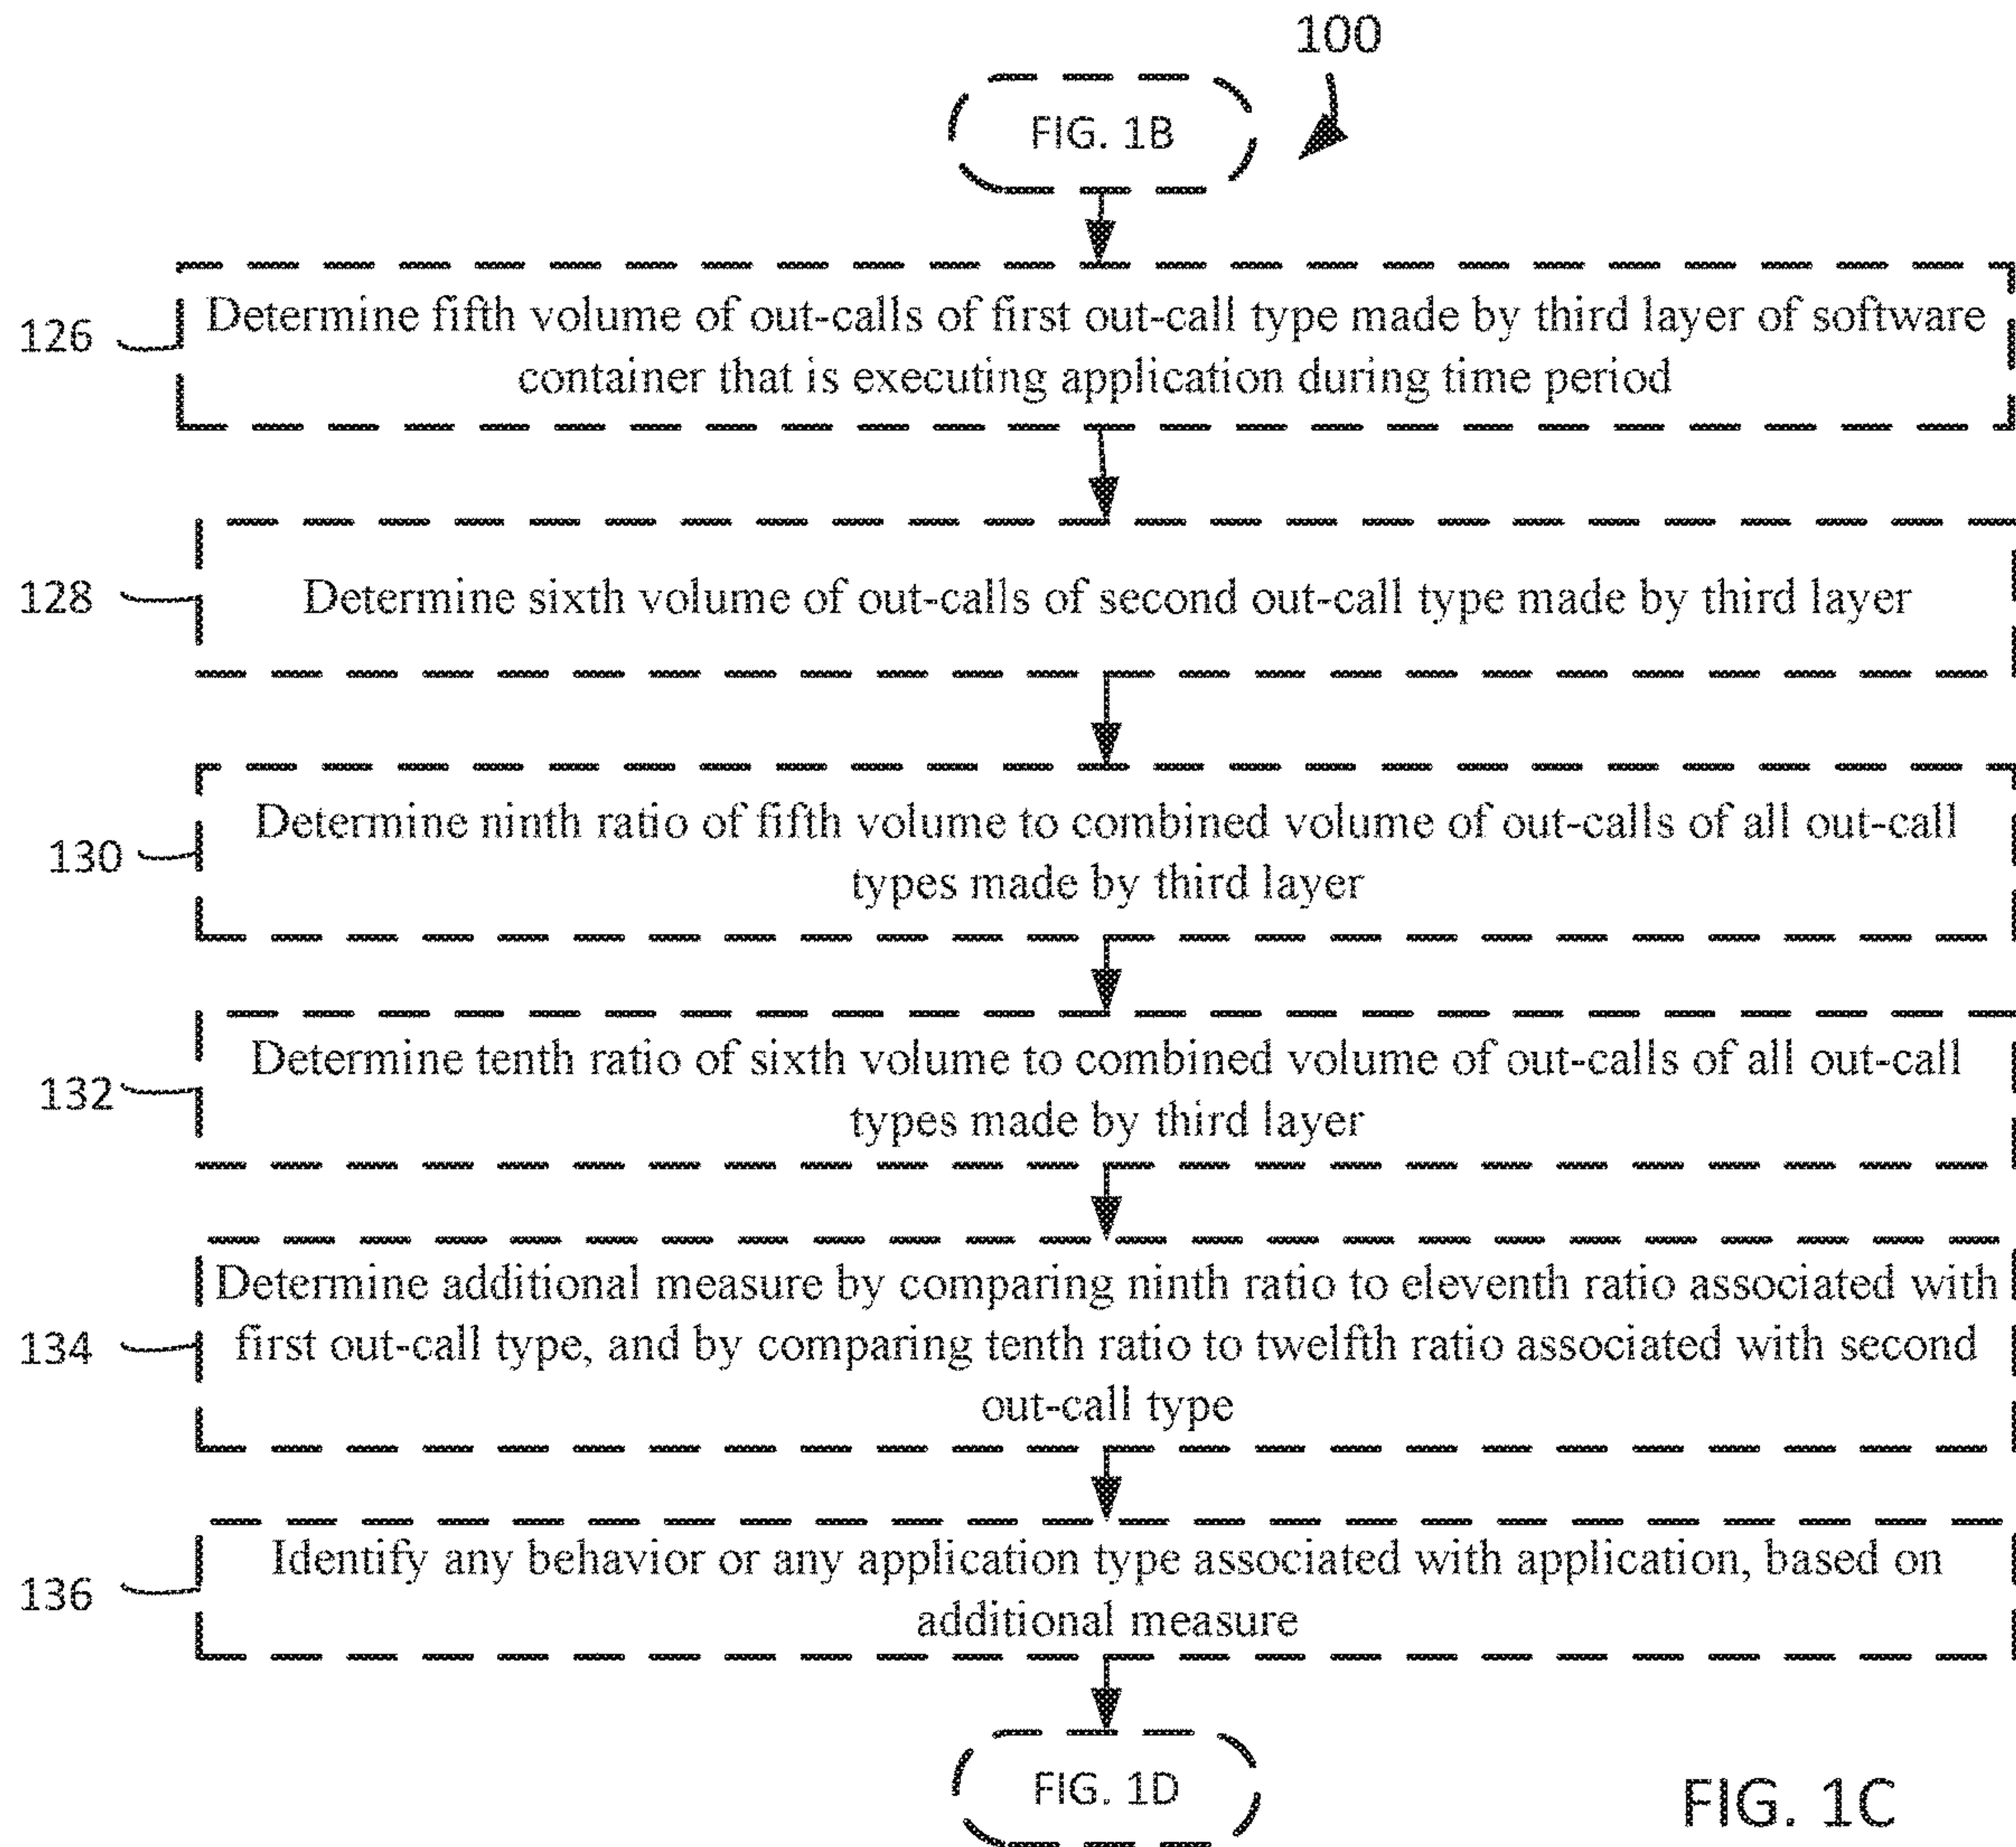 100
FIG. 1B
126
Determine fifth volume of out-calls of first out-call type made by third layer of software
container that is executing application during time period
128
Determine sixth volume of out-calls of second out-call type made by third layer
130
Determine ninth ratio of fifth volume to combined volume of out-calls of all out-call
types made by third layer
132
Determine tenth ratio of sixth volume to combined volume of out-calls of all out-call
types made by third layer
134
Determine additional measure by comparing ninth ratio to eleventh ratio associated with
first out-call type, and by comparing tenth ratio to twelfth ratio associated with second
out-call type
136
Identify any behavior or any application type associated with application, based on
additional measure
FIG. 1D
FIG. 1C